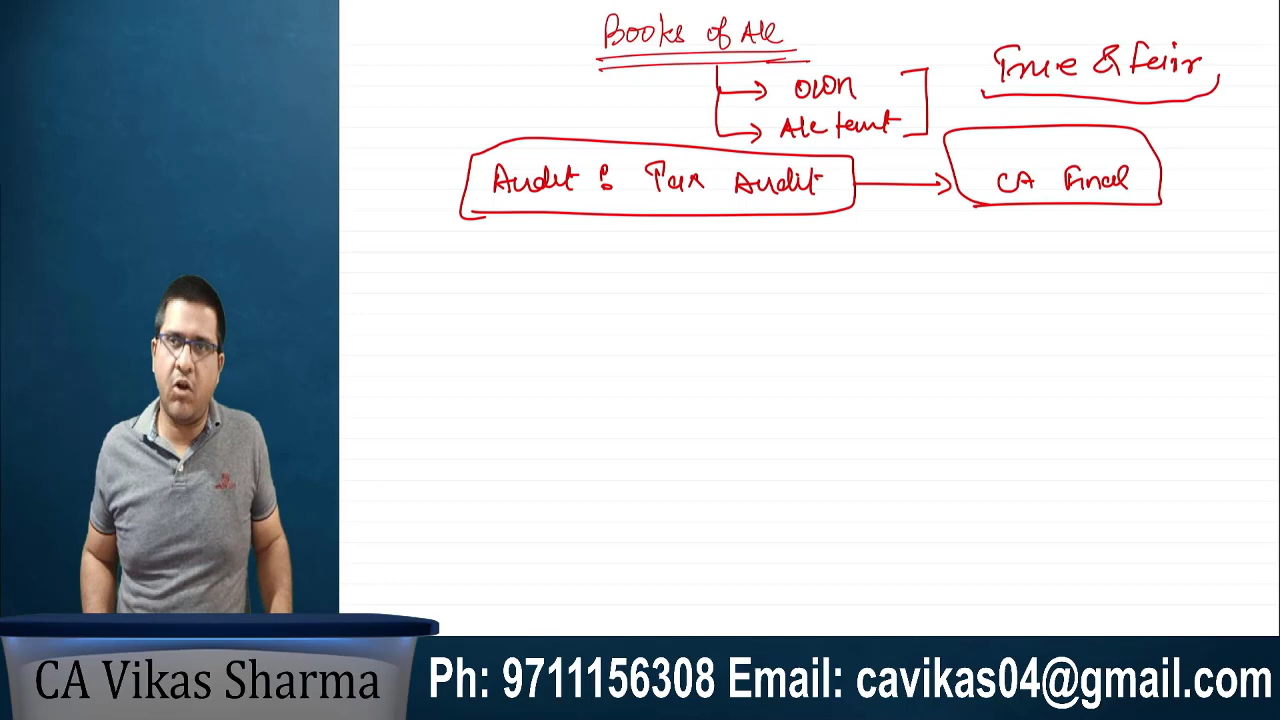 Books of A/c
True & Fair
→ own
→ A/c tant
Audit : Tax Audit → CA Final
CA Vikas Sharma
Ph: 9711156308 Email: cavikas04@gmail.com